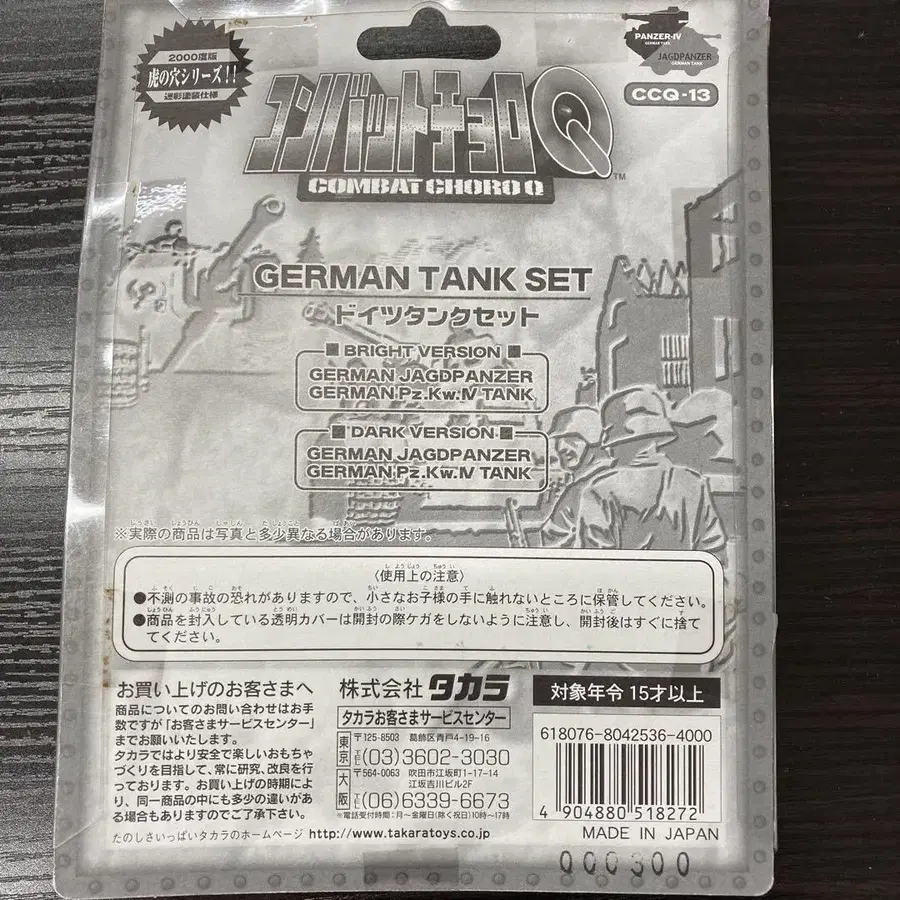 2000年度版
虎の穴シリーズ!!
迷彩塗装仕様
PANZER-IV
GERMAN TANK
JAGDPANZER
GERMAN TANK
CCQ-13
コンバットチョロQ
TM
COMBAT CHORO Q
GERMAN TANK SET
ドイツタンクセット
BRIGHT VERSION
GERMAN JAGDPANZER
GERMAN Pz.Kw.Ⅳ TANK
DARK VERSION
GERMAN JAGDPANZER
GERMAN Pz.Kw.Ⅳ TANK
※実際の商品は写真と多少異なる場合があります。
〈使用上の注意〉
●不測の事故の恐れがありますので、小さなお子様の手に触れないところに保管してください。
●商品を封入している透明カバーは開封の際ケガをしないように注意し、開封後はすぐに捨て
てください。
お買い上げのお客さまへ
商品についてのお問い合わせはお手
数ですが「お客さまサービスセンター」
までお願いいたします。
タカラではより安全で楽しいおもちゃ
づくりを目指して、常に研究、改良を行
っております。お買い上げの時期によ
り、同一商品の中にも多少の違いがあ
る場合もありますのでご了承下さい。
たのしさいっぱいタカラのホームページ http://www.takaratoys.co.jp
株式会社 タカラ
タカラお客さまサービスセンター
東京 〒125-8503 葛飾区青戸4-19-16
TEL(03)3602-3030
大阪 〒564-0063 吹田市江坂町1-17-14
江坂吉川ビル2F
TEL(06)6339-6673
※電話受付時間:月〜金曜日(除く祝日)10時〜17時
対象年令 15才以上
618076-8042536-4000
4 904880 518272
MADE IN JAPAN
000300